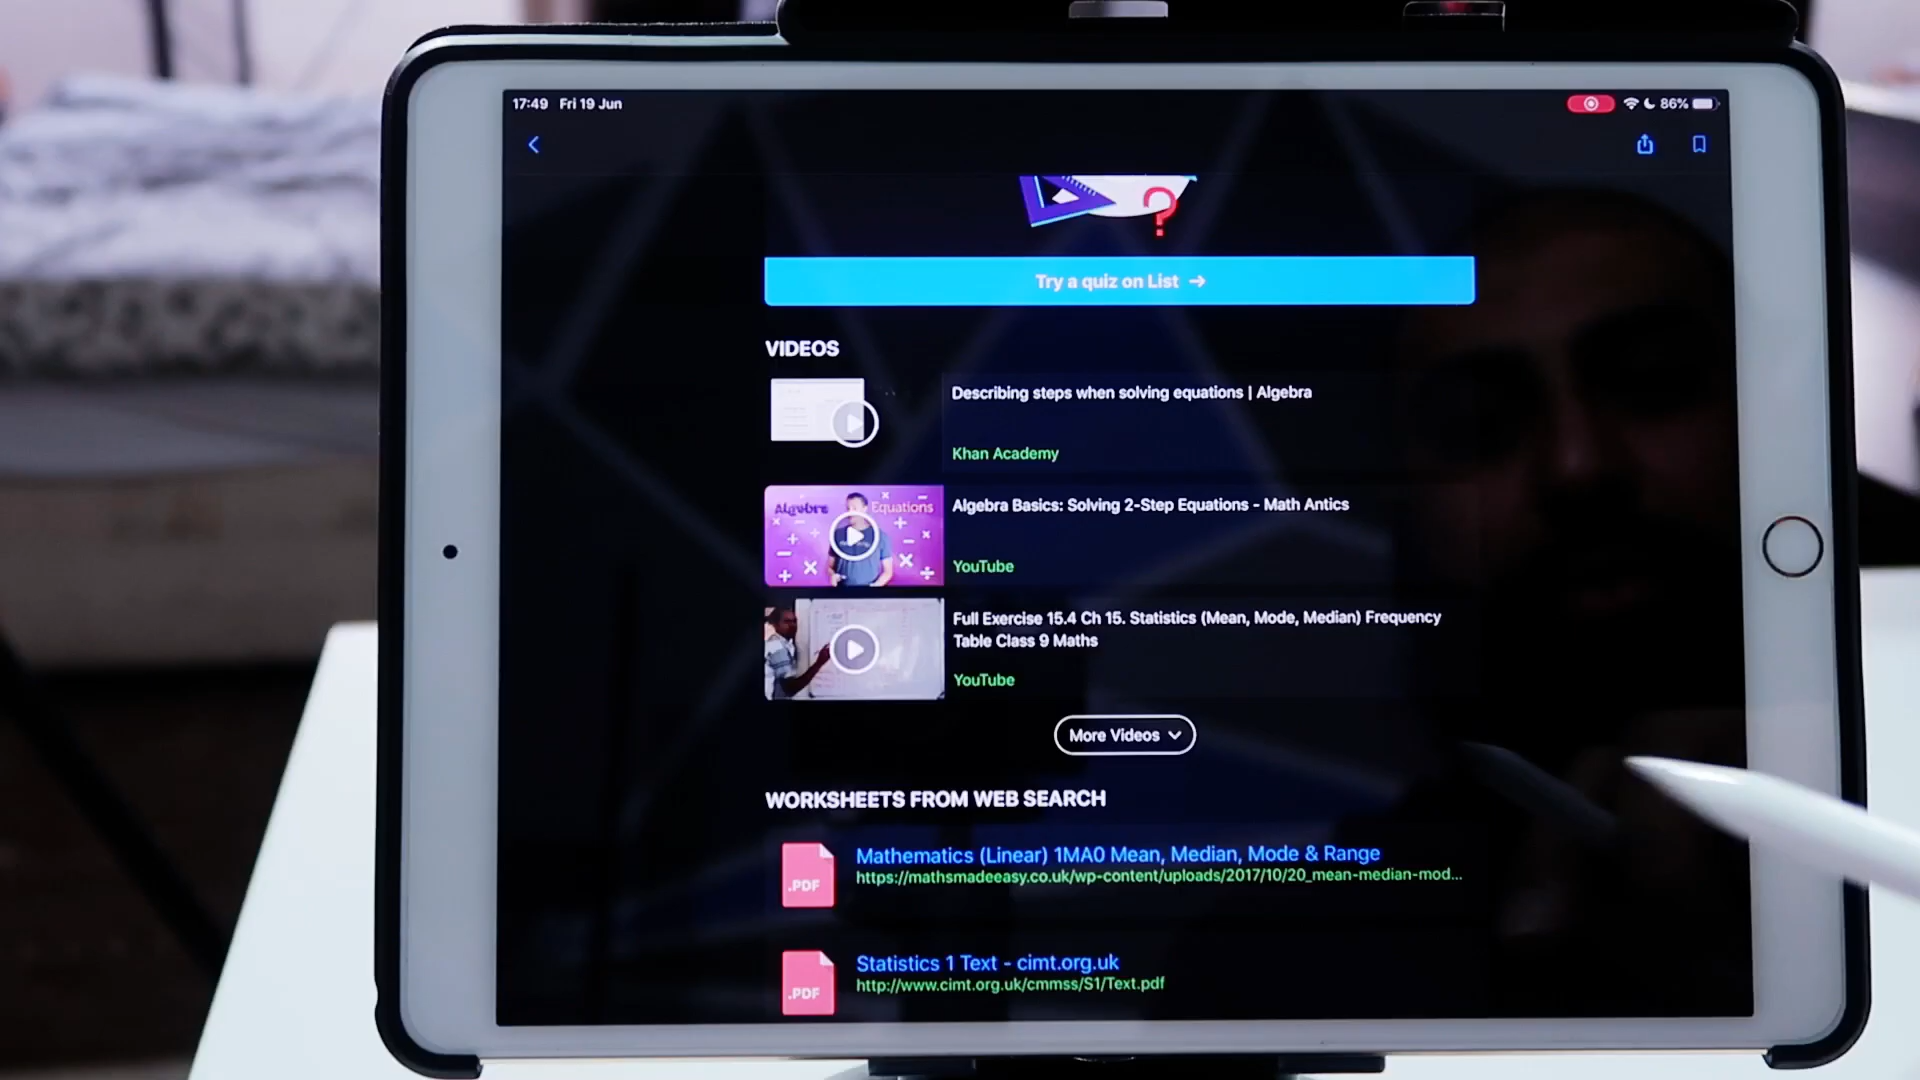 17:49 Fri 19 Jun
86%
?
Try a quiz on List →
VIDEOS
Describing steps when solving equations | Algebra
Khan Academy
Algebra Equations
Algebra Basics: Solving 2-Step Equations - Math Antics
YouTube
Full Exercise 15.4 Ch 15. Statistics (Mean, Mode, Median) Frequency
Table Class 9 Maths
YouTube
More Videos
WORKSHEETS FROM WEB SEARCH
.PDF
Mathematics (Linear) 1MA0 Mean, Median, Mode & Range
https://mathsmadeeasy.co.uk/wp-content/uploads/2017/10/20_mean-median-mod...
.PDF
Statistics 1 Text - cimt.org.uk
http://www.cimt.org.uk/cmmss/S1/Text.pdf